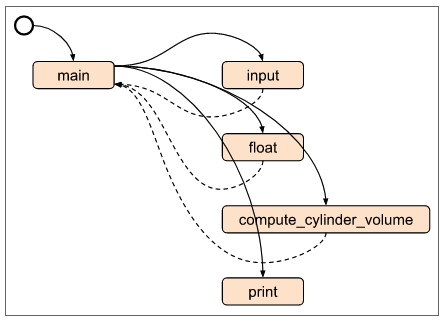 main
input
float
compute_cylinder_volume
print